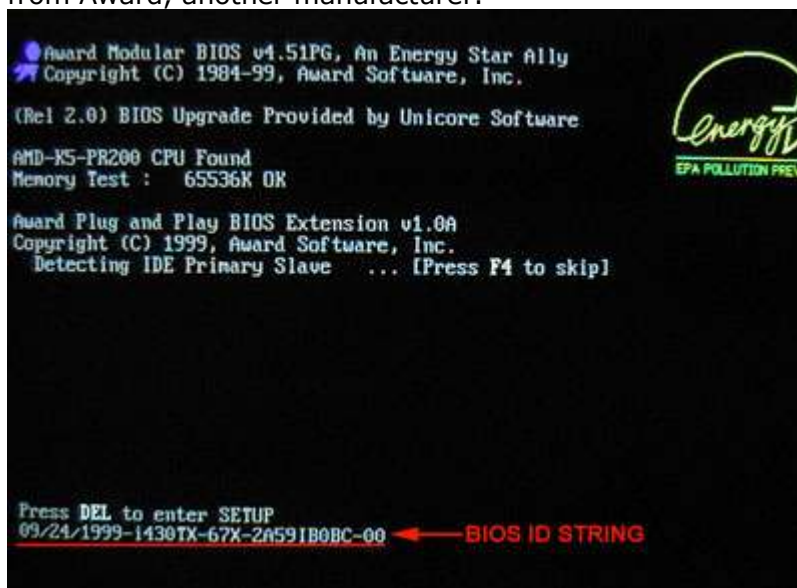 from Award, another manufacturer.
Award Modular BIOS v4.51PG, An Energy Star Ally
Copyright (C) 1984-99, Award Software, Inc.
(Rel 2.0) BIOS Upgrade Provided by Unicore Software
energy
EPA POLLUTION PREV
AMD-K5-PR200 CPU Found
Memory Test : 65536K OK
Award Plug and Play BIOS Extension v1.0A
Copyright (C) 1999, Award Software, Inc.
Detecting IDE Primary Slave ... [Press F4 to skip]
Press DEL to enter SETUP
09/24/1999-i430TX-67X-2A59IB0BC-00
BIOS ID STRING